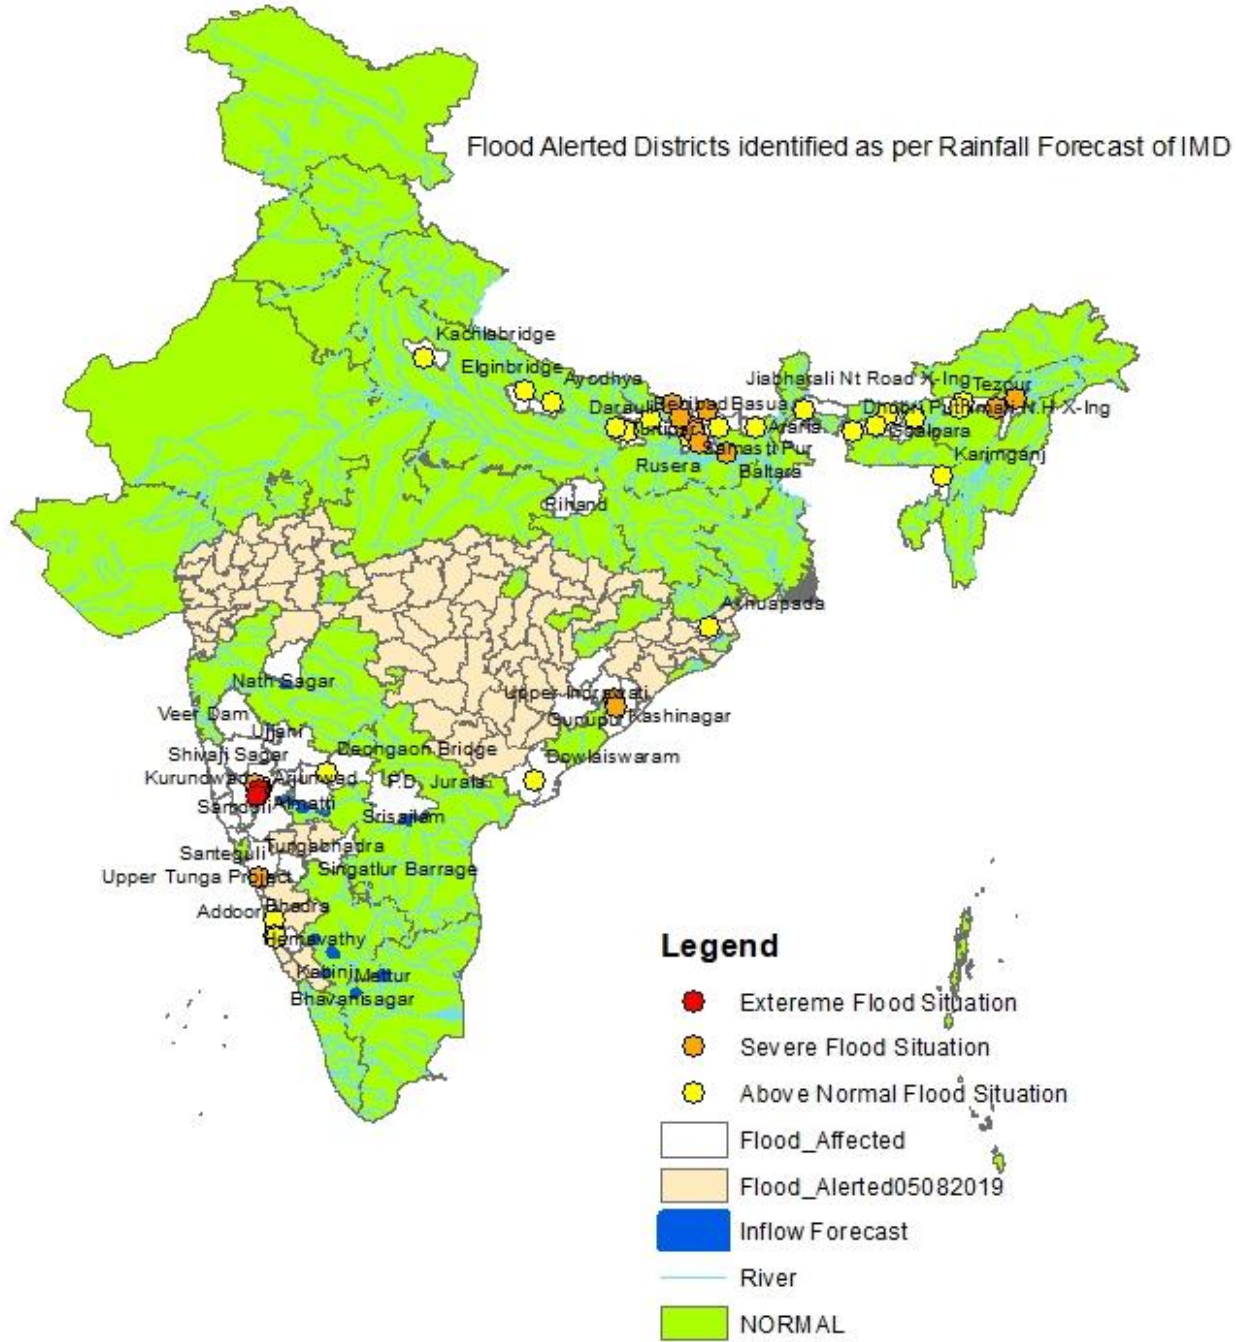 Flood Alerted Districts identified as per Rainfall Forecast of IMD
Kachlabridge
Elginbridge
Ayodhya
Jiabharali Nt Road X-Ing
Tezpur
Darauli
Basua
Dhubri
Puthimari N.H X-Ing
Araria
Goalpara
Samasti Pur
Karimganj
Rusera
Baltara
Rihand
Akhuapada
Nath Sagar
Upper Indravati
Veer Dam
Gunupur
Kashinagar
Ujjani
Deongaon Bridge
Shivaji Sagar
Dowlaiswaram
Kurundwad
Arjunwad
P.D. Jurala
Almatti
Srisailam
Santeguli
Tungabhadra
Singatlur Barrage
Upper Tunga Project
Bhadra
Addoor
Hemavathy
Kabini
Mettur
Bhavanisagar
Legend
Extereme Flood Situation
Severe Flood Situation
Above Normal Flood Situation
Flood_Affected
Flood_Alerted05082019
Inflow Forecast
River
NORMAL